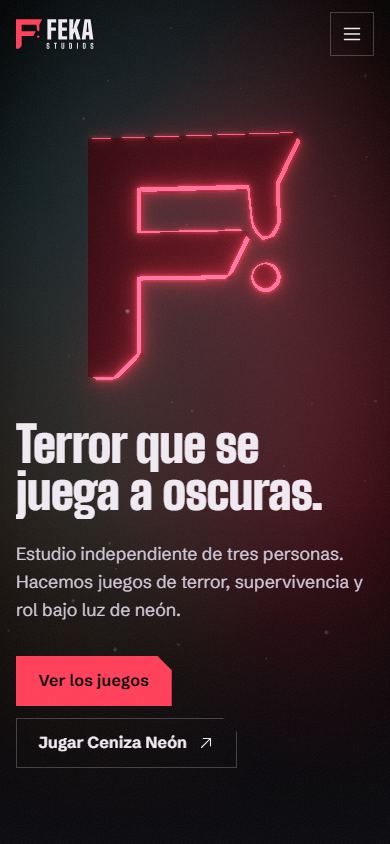 FEKA
STUDIOS
Terror que se
juega a oscuras.
Estudio independiente de tres personas.
Hacemos juegos de terror, supervivencia y
rol bajo luz de neón.
Ver los juegos
Jugar Ceniza Neón